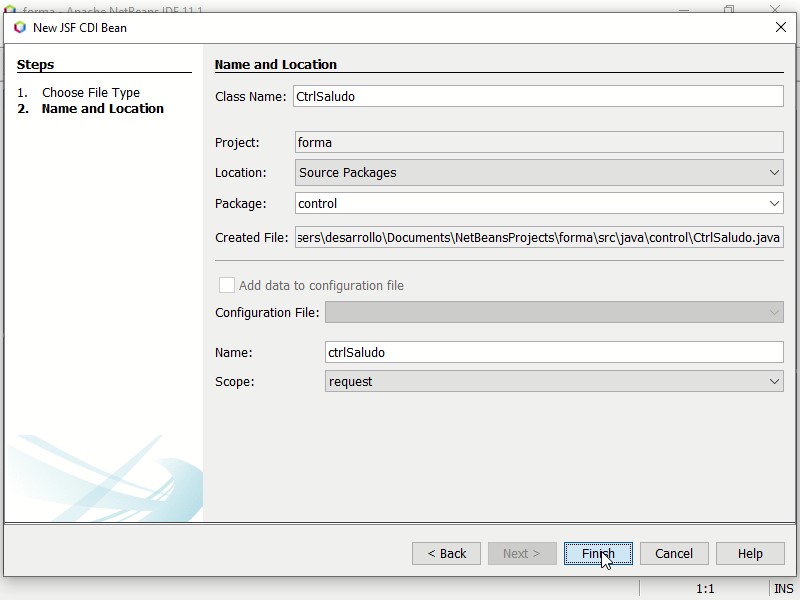 forma - Apache NetBeans IDE 11.1
New JSF CDI Bean
Steps
1. Choose File Type
2. Name and Location
Name and Location
Class Name: CtrlSaludo
Project: forma
Location: Source Packages
Package: control
Created File: sers\desarrollo\Documents\NetBeansProjects\forma\src\java\control\CtrlSaludo.java
Add data to configuration file
Configuration File:
Name: ctrlSaludo
Scope: request
< Back Next > Finish Cancel Help
1:1 INS